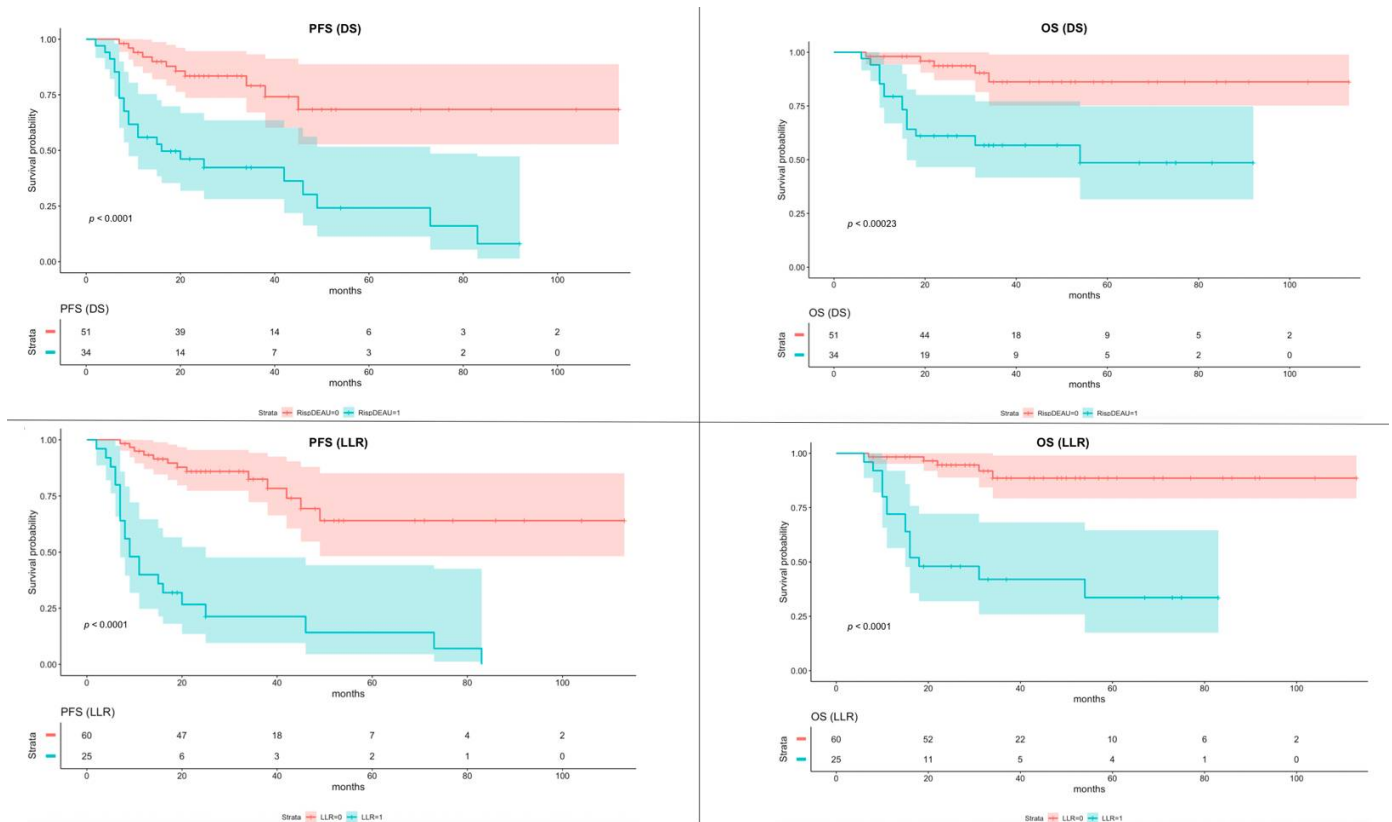 PFS (DS)
Survival probability
1.00
0.75
0.50
0.25
0.00
p < 0.0001
0 20 40 60 80 100
months
PFS (DS)
Strata
51 39 14 6 3 2
34 14 7 3 2 0
0 20 40 60 80 100
months
Strata RispDEAU=0 RispDEAU=1
OS (DS)
Survival probability
1.00
0.75
0.50
0.25
0.00
p < 0.00023
0 20 40 60 80 100
months
OS (DS)
Strata
51 44 18 9 5 2
34 19 9 5 2 0
0 20 40 60 80 100
months
Strata RispDEAU=0 RispDEAU=1
PFS (LLR)
Survival probability
1.00
0.75
0.50
0.25
0.00
p < 0.0001
0 20 40 60 80 100
months
PFS (LLR)
Strata
60 47 18 7 4 2
25 6 3 2 1 0
0 20 40 60 80 100
months
Strata LLR=0 LLR=1
OS (LLR)
Survival probability
1.00
0.75
0.50
0.25
0.00
p < 0.0001
0 20 40 60 80 100
months
OS (LLR)
Strata
60 52 22 10 6 2
25 11 5 4 1 0
0 20 40 60 80 100
months
Strata LLR=0 LLR=1